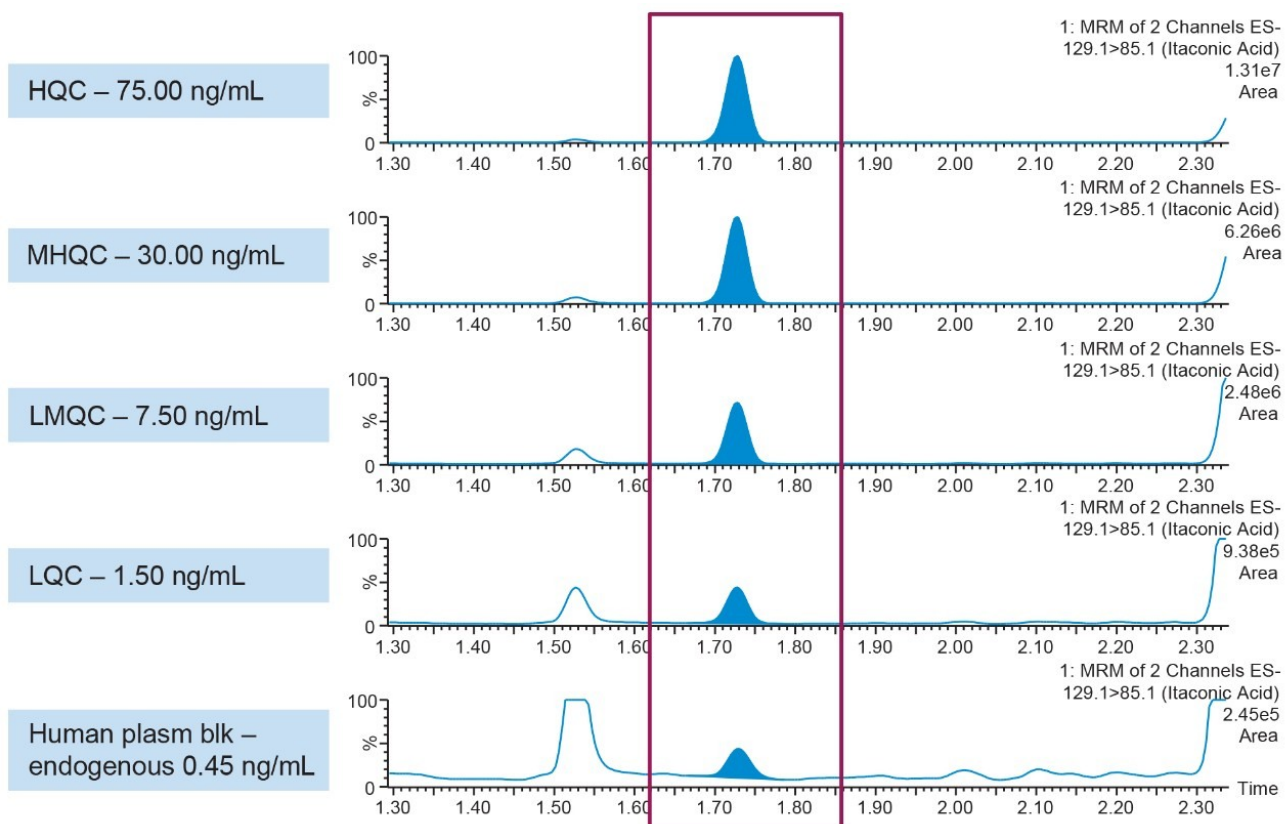 1: MRM of 2 Channels ES-
129.1>85.1 (Itaconic Acid)
1.31e7
Area
HQC – 75.00 ng/mL
100
%
0
1.30 1.40 1.50 1.60 1.70 1.80 1.90 2.00 2.10 2.20 2.30
1: MRM of 2 Channels ES-
129.1>85.1 (Itaconic Acid)
6.26e6
Area
MHQC – 30.00 ng/mL
100
%
0
1.30 1.40 1.50 1.60 1.70 1.80 1.90 2.00 2.10 2.20 2.30
1: MRM of 2 Channels ES-
129.1>85.1 (Itaconic Acid)
2.48e6
Area
LMQC – 7.50 ng/mL
100
%
0
1.30 1.40 1.50 1.60 1.70 1.80 1.90 2.00 2.10 2.20 2.30
1: MRM of 2 Channels ES-
129.1>85.1 (Itaconic Acid)
9.38e5
Area
LQC – 1.50 ng/mL
100
%
0
1.30 1.40 1.50 1.60 1.70 1.80 1.90 2.00 2.10 2.20 2.30
1: MRM of 2 Channels ES-
129.1>85.1 (Itaconic Acid)
2.45e5
Area
Human plasm blk –
endogenous 0.45 ng/mL
100
%
0
Time
1.30 1.40 1.50 1.60 1.70 1.80 1.90 2.00 2.10 2.20 2.30